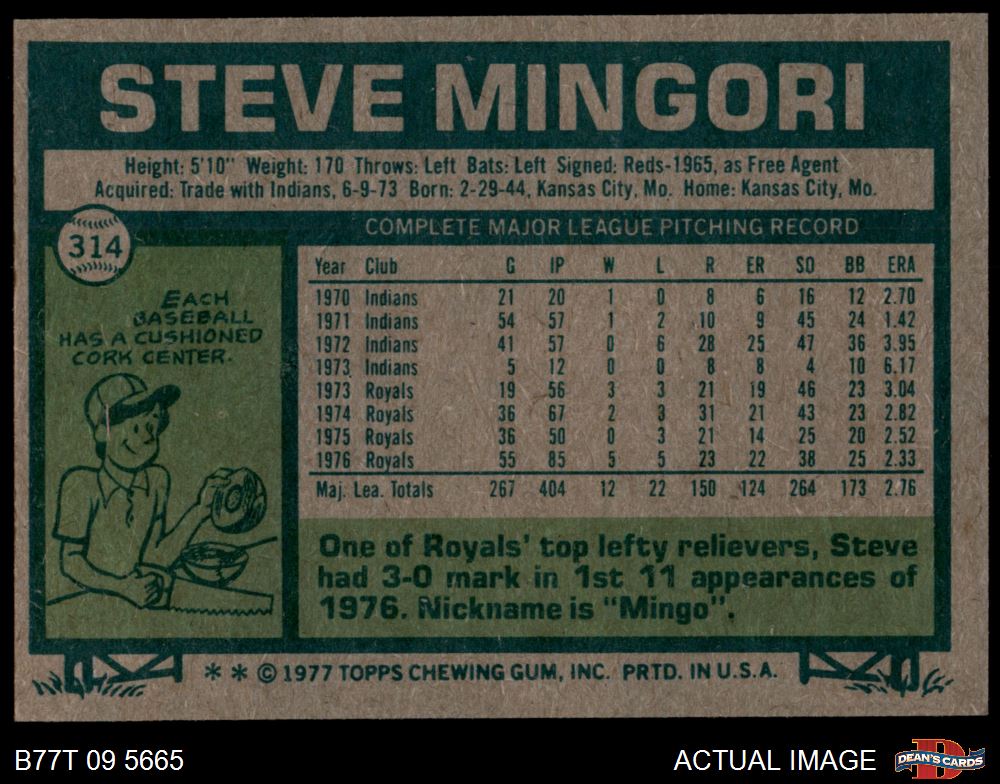 STEVE MINGORI
Height: 5'10" Weight: 170 Throws: Left Bats: Left Signed: Reds-1965, as Free Agent
Acquired: Trade with Indians, 6-9-73 Born: 2-29-44, Kansas City, Mo. Home: Kansas City, Mo.
314
EACH
BASEBALL
HAS A CUSHIONED
CORK CENTER.
COMPLETE MAJOR LEAGUE PITCHING RECORD
Year Club G IP W L R ER SO BB ERA
1970 Indians 21 20 1 0 8 6 16 12 2.70
1971 Indians 54 57 1 2 10 9 45 24 1.42
1972 Indians 41 57 0 6 28 25 47 36 3.95
1973 Indians 5 12 0 0 8 8 4 10 6.17
1973 Royals 19 56 3 3 21 19 46 23 3.04
1974 Royals 36 67 2 3 31 21 43 23 2.82
1975 Royals 36 50 0 3 21 14 25 20 2.52
1976 Royals 55 85 5 5 23 22 38 25 2.33
Maj. Lea. Totals 267 404 12 22 150 124 264 173 2.76
One of Royals' top lefty relievers, Steve
had 3-0 mark in 1st 11 appearances of
1976. Nickname is "Mingo".
* * © 1977 TOPPS CHEWING GUM, INC. PRTD. IN U.S.A.
B77T 09 5665
ACTUAL IMAGE
D
DEAN'S CARDS